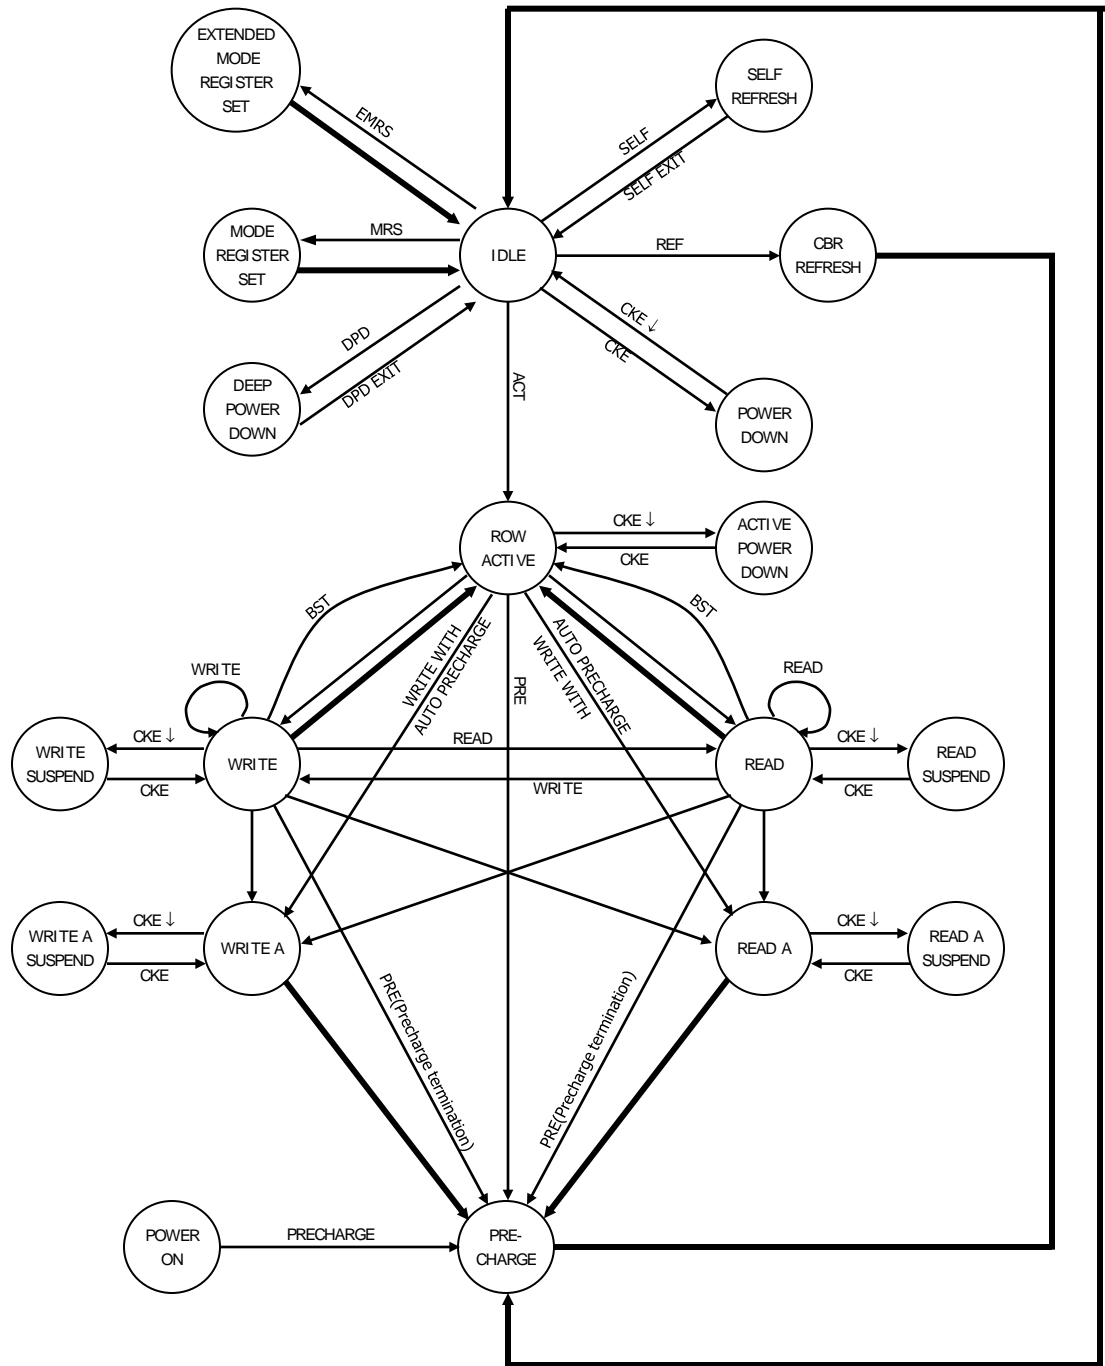 EXTENDED
MODE
REGISTER
SET
SELF
REFRESH
EMRS
SELF
SELF EXIT
MODE
REGISTER
SET
MRS
IDLE
REF
CBR
REFRESH
DPD
DPD EXIT
CKE ↓
CKE
DEEP
POWER
DOWN
ACT
POWER
DOWN
ROW
ACTIVE
CKE ↓
CKE
ACTIVE
POWER
DOWN
BST
BST
WRITE WITH
AUTO PRECHARGE
PRE
AUTO PRECHARGE
WRITE WITH
WRITE
READ
WRITE
SUSPEND
CKE ↓
CKE
WRITE
READ
WRITE
READ
CKE ↓
CKE
READ
SUSPEND
WRITE A
SUSPEND
CKE ↓
CKE
WRITE A
READ A
CKE ↓
CKE
READ A
SUSPEND
PRE(Precharge termination)
PRE(Precharge termination)
POWER
ON
PRECHARGE
PRE-
CHARGE